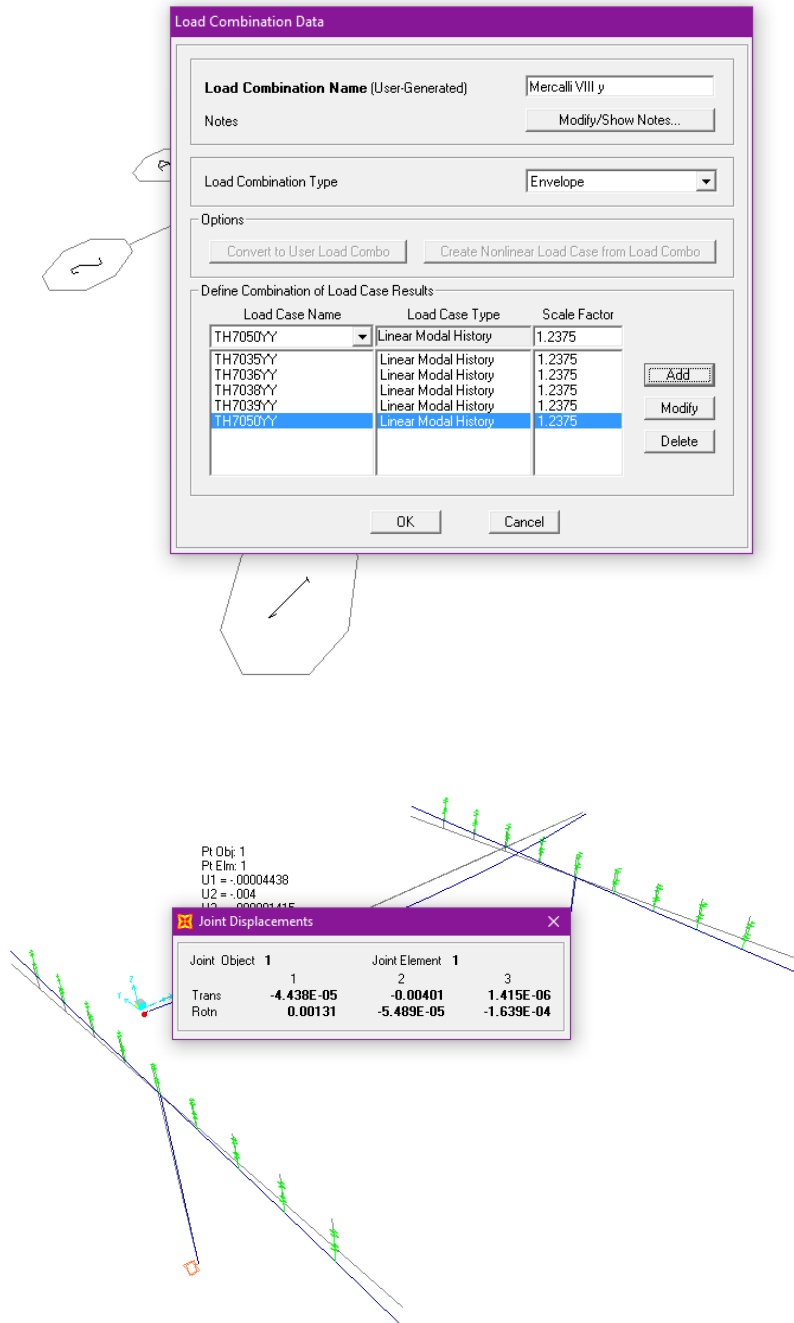 Load Combination Data
Load Combination Name (User-Generated)
Mercalli VIII y
Notes
Modify/Show Notes...
Load Combination Type
Envelope
Options
Convert to User Load Combo
Create Nonlinear Load Case from Load Combo
Define Combination of Load Case Results
Load Case Name Load Case Type Scale Factor
TH7050YY Linear Modal History 1.2375
TH7035YY Linear Modal History 1.2375
TH7036YY Linear Modal History 1.2375
TH7038YY Linear Modal History 1.2375
TH7039YY Linear Modal History 1.2375
TH7050YY Linear Modal History 1.2375
Add
Modify
Delete
OK Cancel
Pt Obj: 1
Pt Elm: 1
U1 = -.00004438
U2 = -.004
Joint Displacements
Joint Object 1 Joint Element 1
1 2 3
Trans -4.438E-05 -0.00401 1.415E-06
Rotn 0.00131 -5.489E-05 -1.639E-04